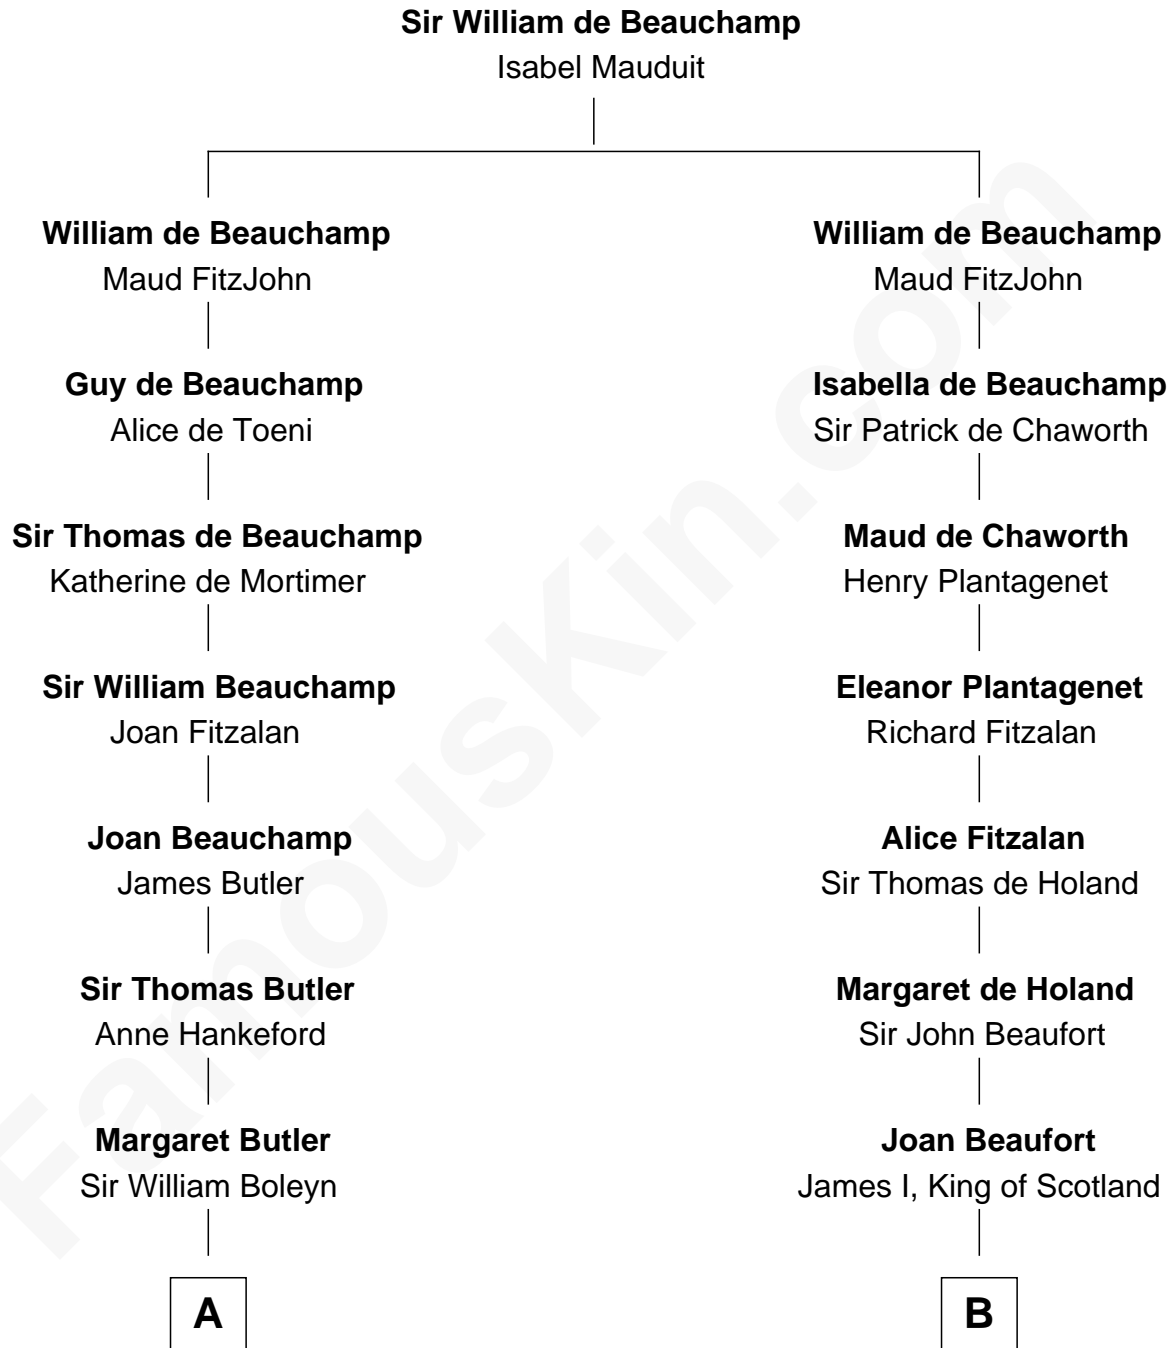 Sir William de Beauchamp
Isabel Mauduit
William de Beauchamp
Maud FitzJohn
Guy de Beauchamp
Alice de Toeni
Sir Thomas de Beauchamp
Katherine de Mortimer
Sir William Beauchamp
Joan Fitzalan
Joan Beauchamp
James Butler
Sir Thomas Butler
Anne Hankeford
Margaret Butler
Sir William Boleyn
A
William de Beauchamp
Maud FitzJohn
Isabella de Beauchamp
Sir Patrick de Chaworth
Maud de Chaworth
Henry Plantagenet
Eleanor Plantagenet
Richard Fitzalan
Alice Fitzalan
Sir Thomas de Holand
Margaret de Holand
Sir John Beaufort
Joan Beaufort
James I, King of Scotland
B
FamousKin.com